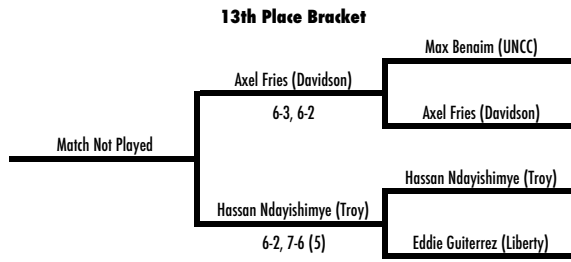 13th Place Bracket
Max Benaim (UNCC)
Axel Fries (Davidson)
6-3, 6-2
Axel Fries (Davidson)
Match Not Played
Hassan Ndayishimye (Troy)
Hassan Ndayishimye (Troy)
6-2, 7-6 (5)
Eddie Guiterrez (Liberty)